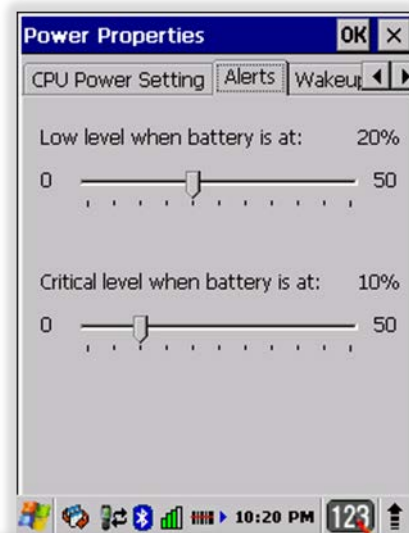 Power Properties OK ×
CPU Power Setting Alerts Wakeup
Low level when battery is at: 20%
0 50
Critical level when battery is at: 10%
0 50
10:20 PM 123